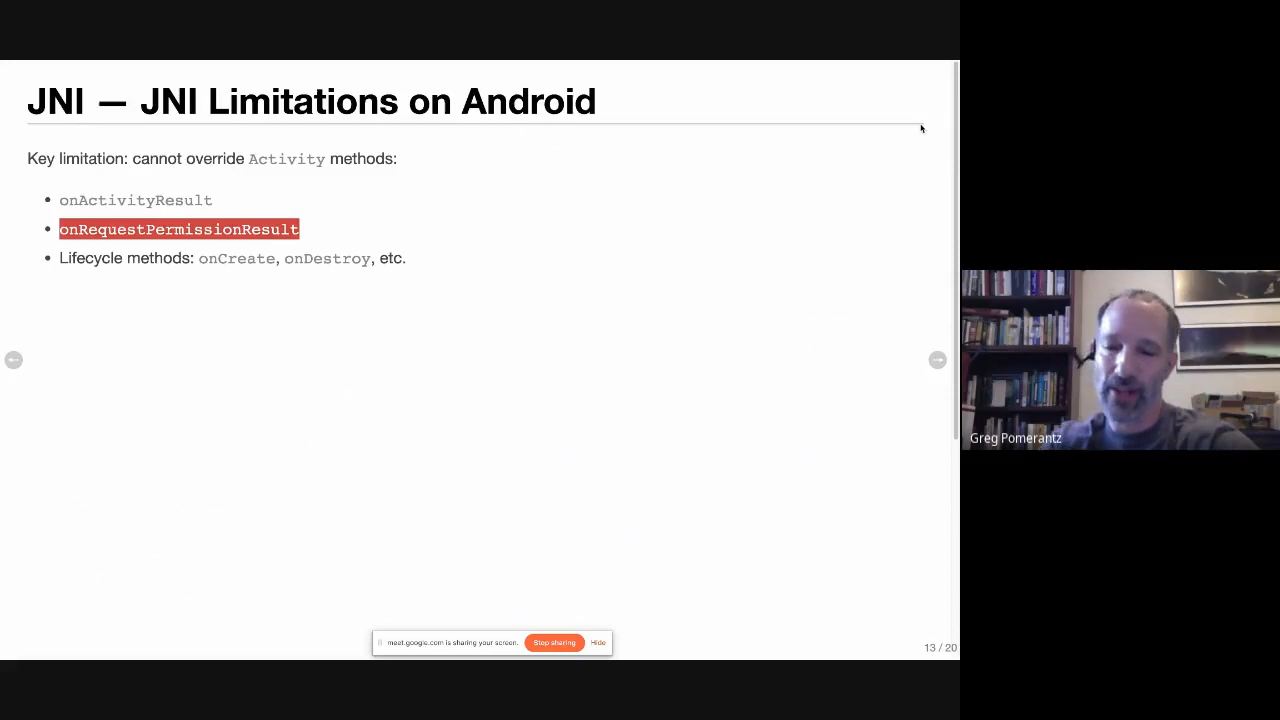 JNI — JNI Limitations on Android
Key limitation: cannot override Activity methods:
• onActivityResult
• onRequestPermissionResult
• Lifecycle methods: onCreate, onDestroy, etc.
Greg Pomerantz
meet.google.com is sharing your screen. Stop sharing Hide
13 / 20